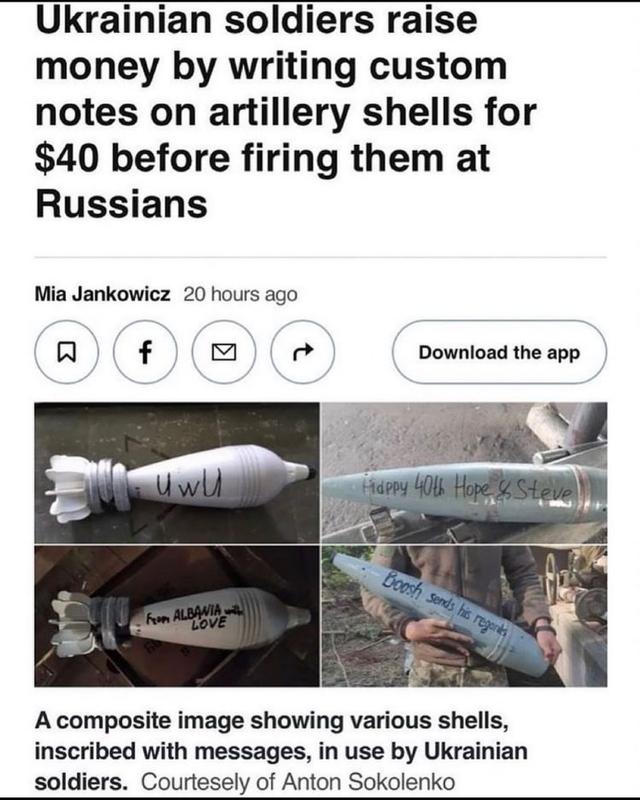 Ukrainian soldiers raise
money by writing custom
notes on artillery shells for
$40 before firing them at
Russians
Mia Jankowicz 20 hours ago
f
Download the app
UwU
Happy 40th Hope & Steve
From ALBANIA with
LOVE
Boosh sends his regards
A composite image showing various shells,
inscribed with messages, in use by Ukrainian
soldiers. Courtesely of Anton Sokolenko